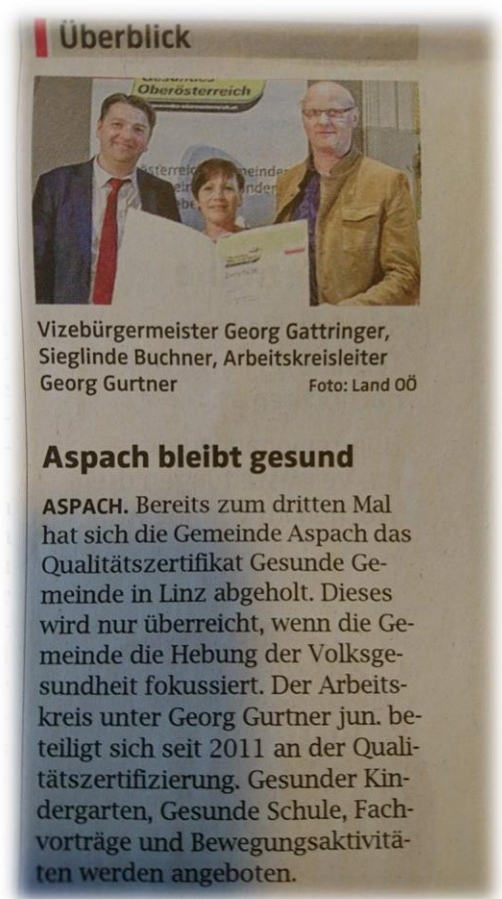 Überblick
Gesundes
Oberösterreich
Vizebürgermeister Georg Gattringer,
Sieglinde Buchner, Arbeitskreisleiter
Georg Gurtner
Foto: Land OÖ
Aspach bleibt gesund
ASPACH. Bereits zum dritten Mal
hat sich die Gemeinde Aspach das
Qualitätszertifikat Gesunde Ge-
meinde in Linz abgeholt. Dieses
wird nur überreicht, wenn die Ge-
meinde die Hebung der Volksge-
sundheit fokussiert. Der Arbeits-
kreis unter Georg Gurtner jun. be-
teiligt sich seit 2011 an der Quali-
tätszertifizierung. Gesunder Kin-
dergarten, Gesunde Schule, Fach-
vorträge und Bewegungsaktivitä-
ten werden angeboten.